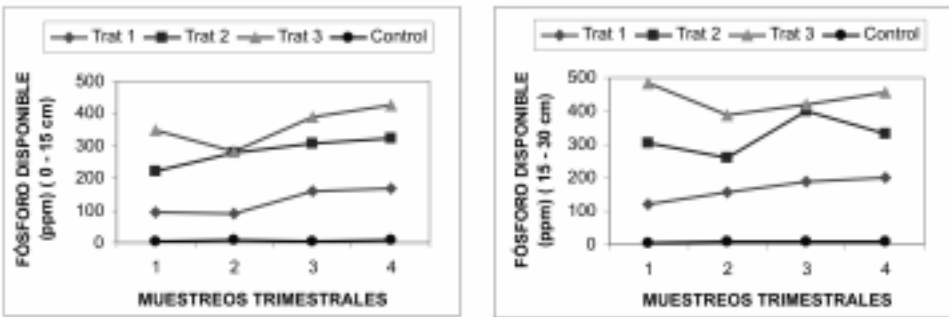 Trat 1 Trat 2 Trat 3 Control
FÓSFORO DISPONIBLE
(ppm) ( 0 - 15 cm)
500
400
300
200
100
0
1 2 3 4
MUESTREOS TRIMESTRALES
Trat 1 Trat 2 Trat 3 Control
FÓSFORO DISPONIBLE
(ppm) ( 15 - 30 cm)
500
400
300
200
100
0
1 2 3 4
MUESTREOS TRIMESTRALES